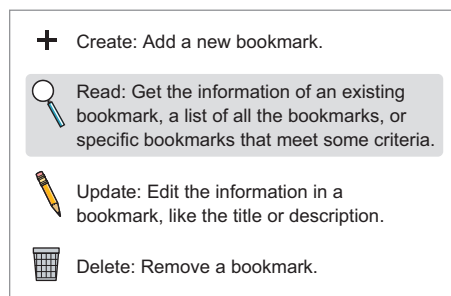 Create: Add a new bookmark.
Read: Get the information of an existing
bookmark, a list of all the bookmarks, or
specific bookmarks that meet some criteria.
Update: Edit the information in a
bookmark, like the title or description.
Delete: Remove a bookmark.